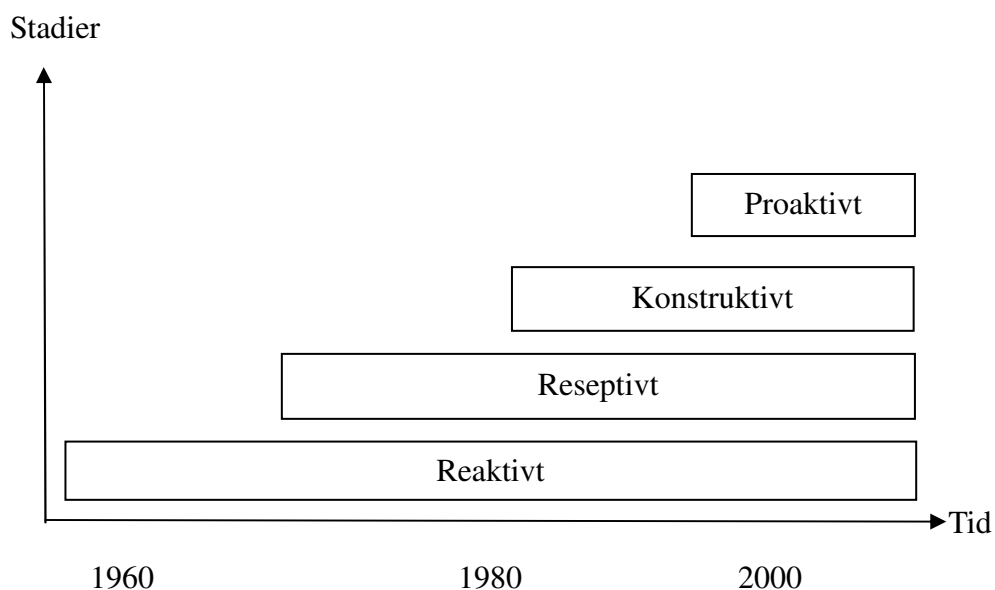 Stadier
Proaktivt
Konstruktivt
Reseptivt
Reaktivt
Tid
1960 1980 2000